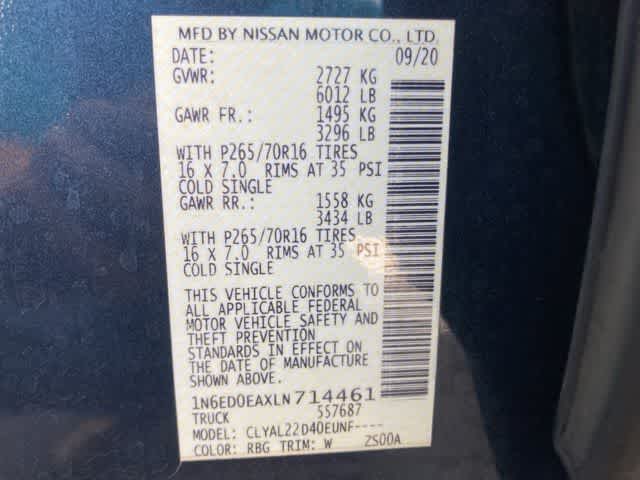 MFD BY NISSAN MOTOR CO., LTD.
DATE: 09/20
GVWR: 2727 KG
6012 LB
GAWR FR.: 1495 KG
3296 LB
WITH P265/70R16 TIRES
16 X 7.0 RIMS AT 35 PSI
COLD SINGLE
GAWR RR.: 1558 KG
3434 LB
WITH P265/70R16 TIRES
16 X 7.0 RIMS AT 35 PSI
COLD SINGLE
THIS VEHICLE CONFORMS TO
ALL APPLICABLE FEDERAL
MOTOR VEHICLE SAFETY AND
THEFT PREVENTION
STANDARDS IN EFFECT ON
THE DATE OF MANUFACTURE
SHOWN ABOVE.
1N6ED0EAXLN714461
TRUCK 557687
MODEL: CLYAL22D40EUNF----
COLOR: RBG TRIM: W ZS00A